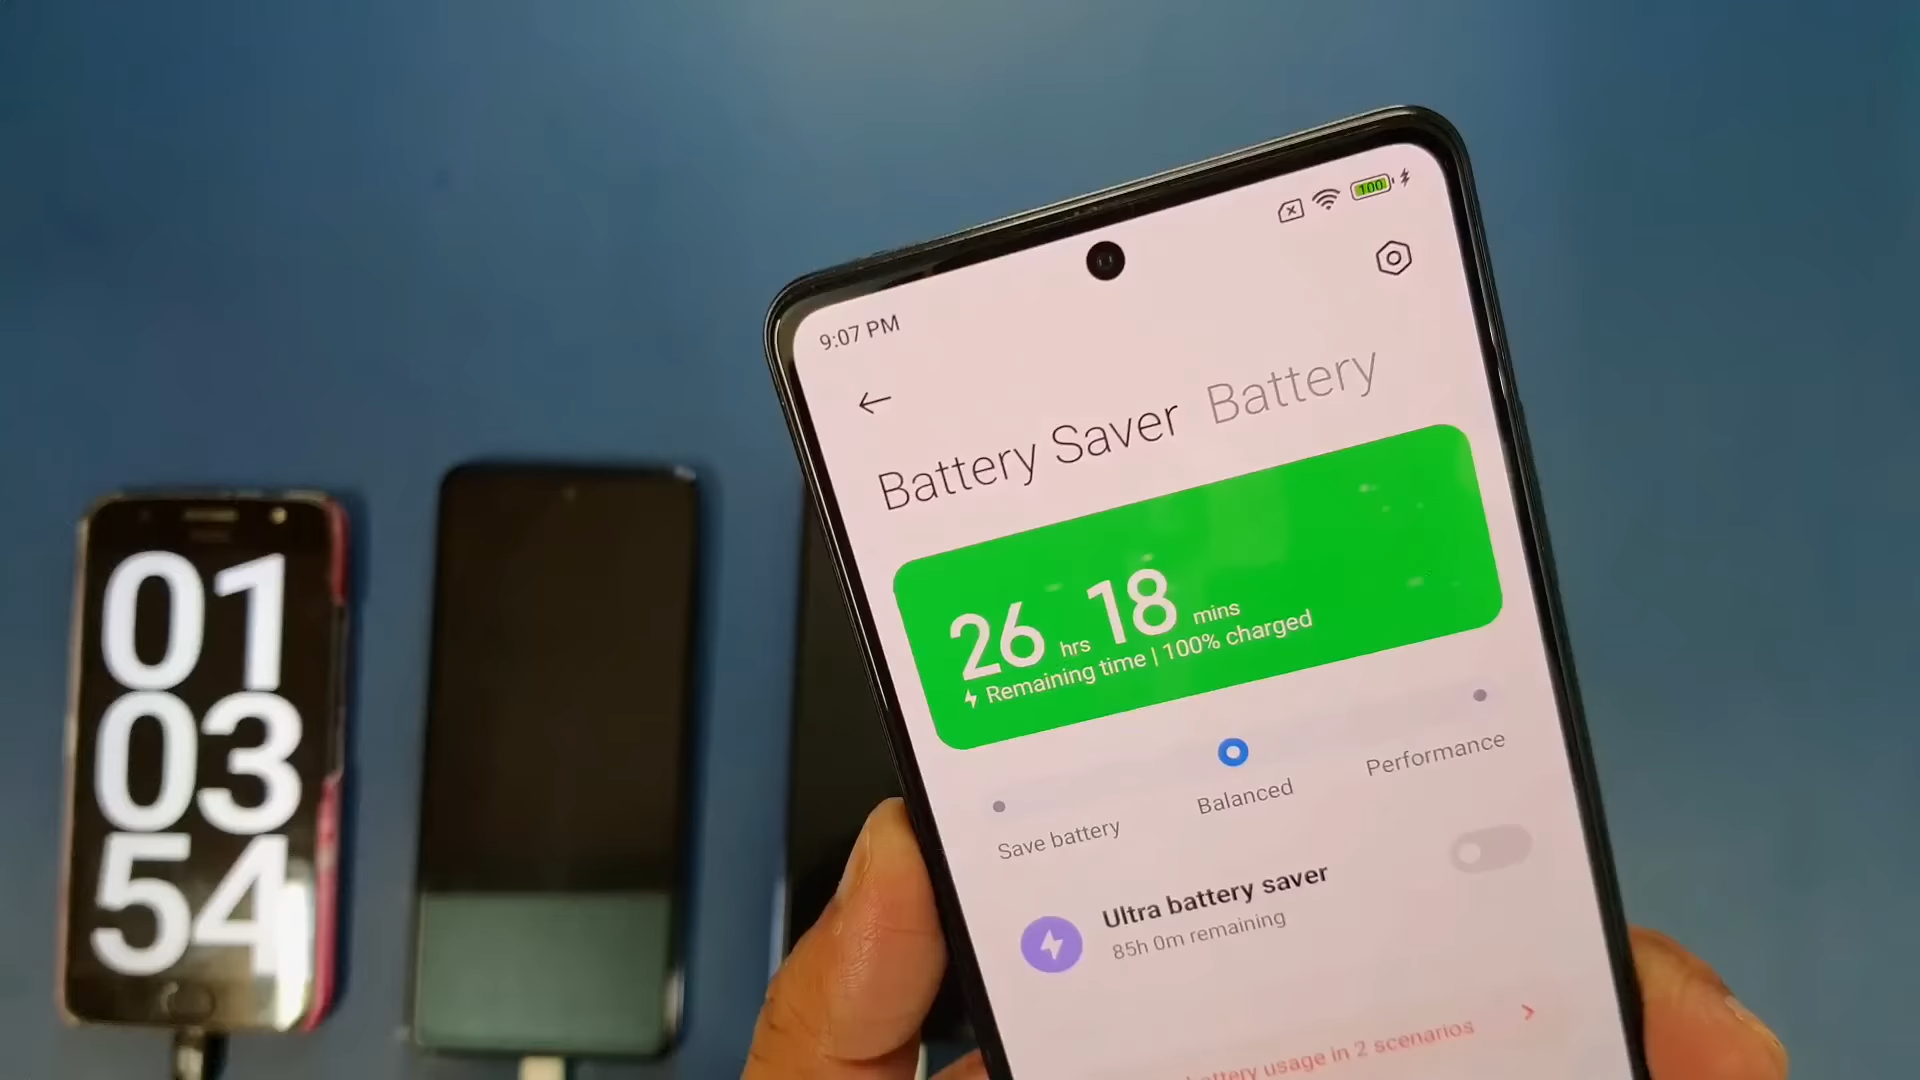 01
03
54
100
9:07 PM
Battery Saver Battery
26 hrs 18 mins
Remaining time | 100% charged
Save battery
Balanced
Performance
Ultra battery saver
85h 0m remaining
usage in 2 scenarios